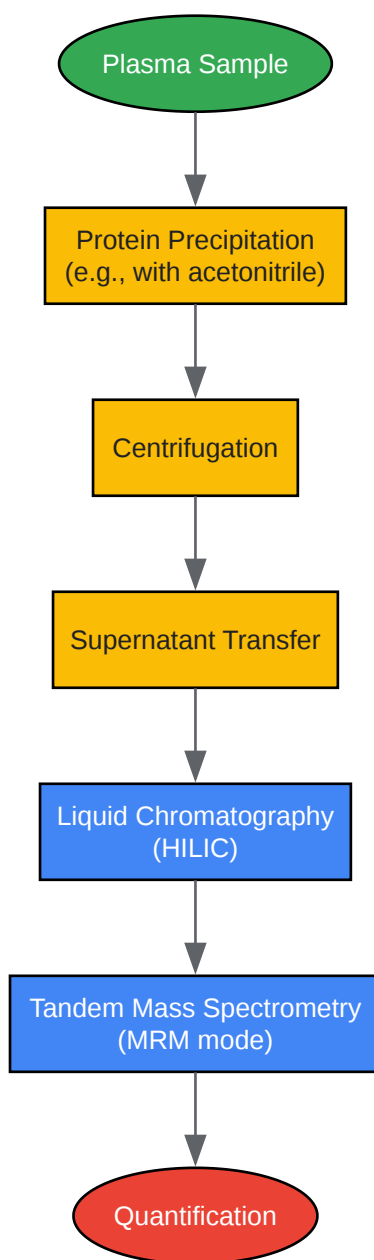 Plasma Sample
Protein Precipitation
(e.g., with acetonitrile)
Centrifugation
Supernatant Transfer
Liquid Chromatography
(HILIC)
Tandem Mass Spectrometry
(MRM mode)
Quantification